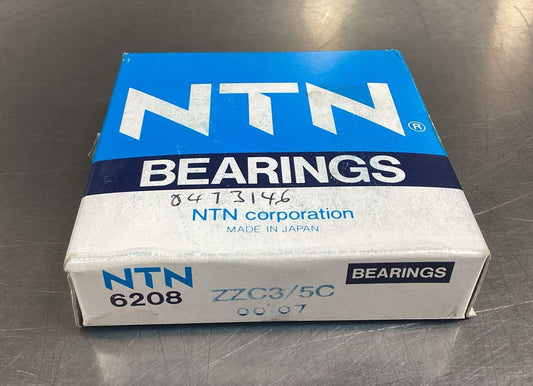 NTN®
BEARINGS
0473146
NTN corporation
MADE IN JAPAN
NTN BEARINGS
6208 ZZC3/5C
00-07